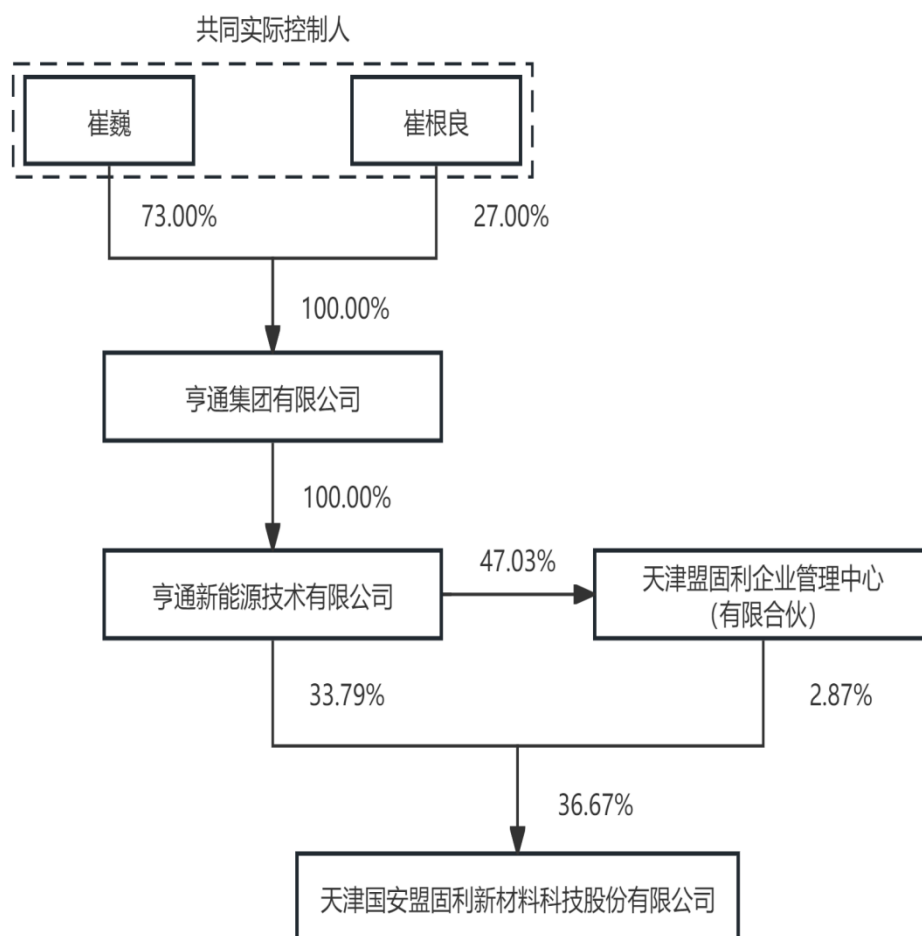 共同实际控制人
崔巍
崔根良
73.00%
27.00%
100.00%
亨通集团有限公司
100.00%
亨通新能源技术有限公司
47.03%
天津盟固利企业管理中心
（有限合伙）
33.79%
2.87%
36.67%
天津国安盟固利新材料科技股份有限公司